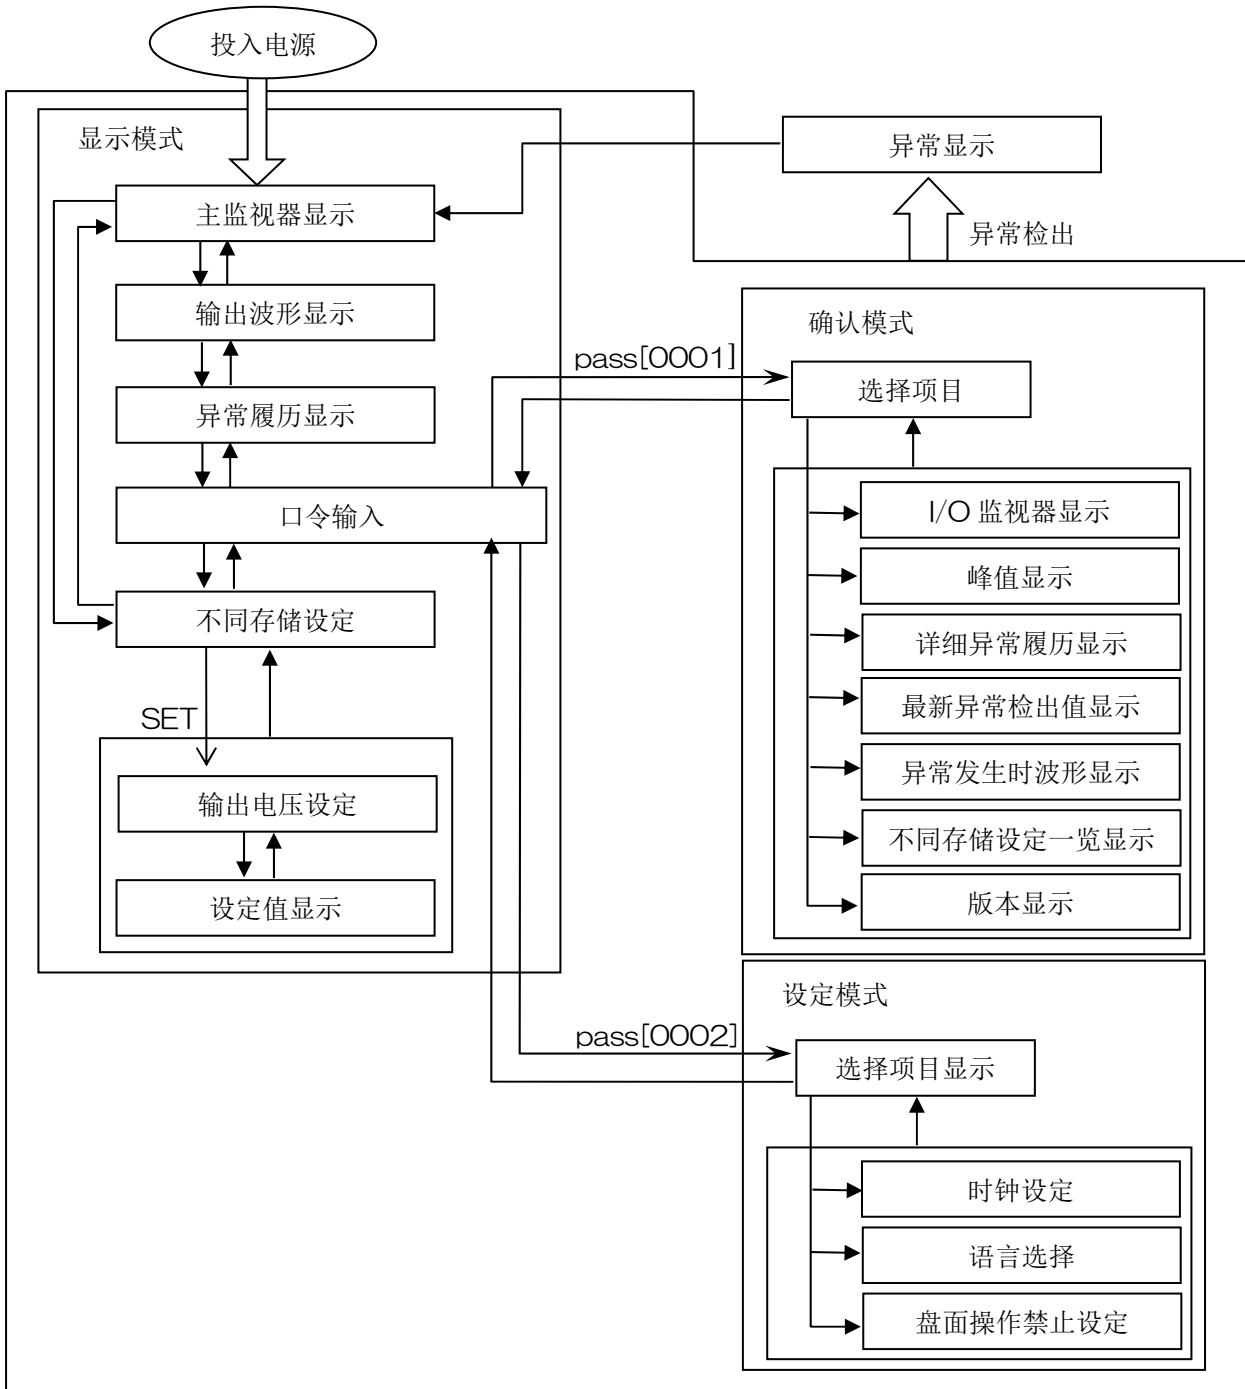 投入电源
显示模式
异常显示
主监视器显示
异常检出
输出波形显示
确认模式
pass[0001]
选择项目
异常履历显示
I/O 监视器显示
口令输入
峰值显示
不同存储设定
详细异常履历显示
最新异常检出值显示
SET
异常发生时波形显示
输出电压设定
不同存储设定一览显示
设定值显示
版本显示
设定模式
pass[0002]
选择项目显示
时钟设定
语言选择
盘面操作禁止设定